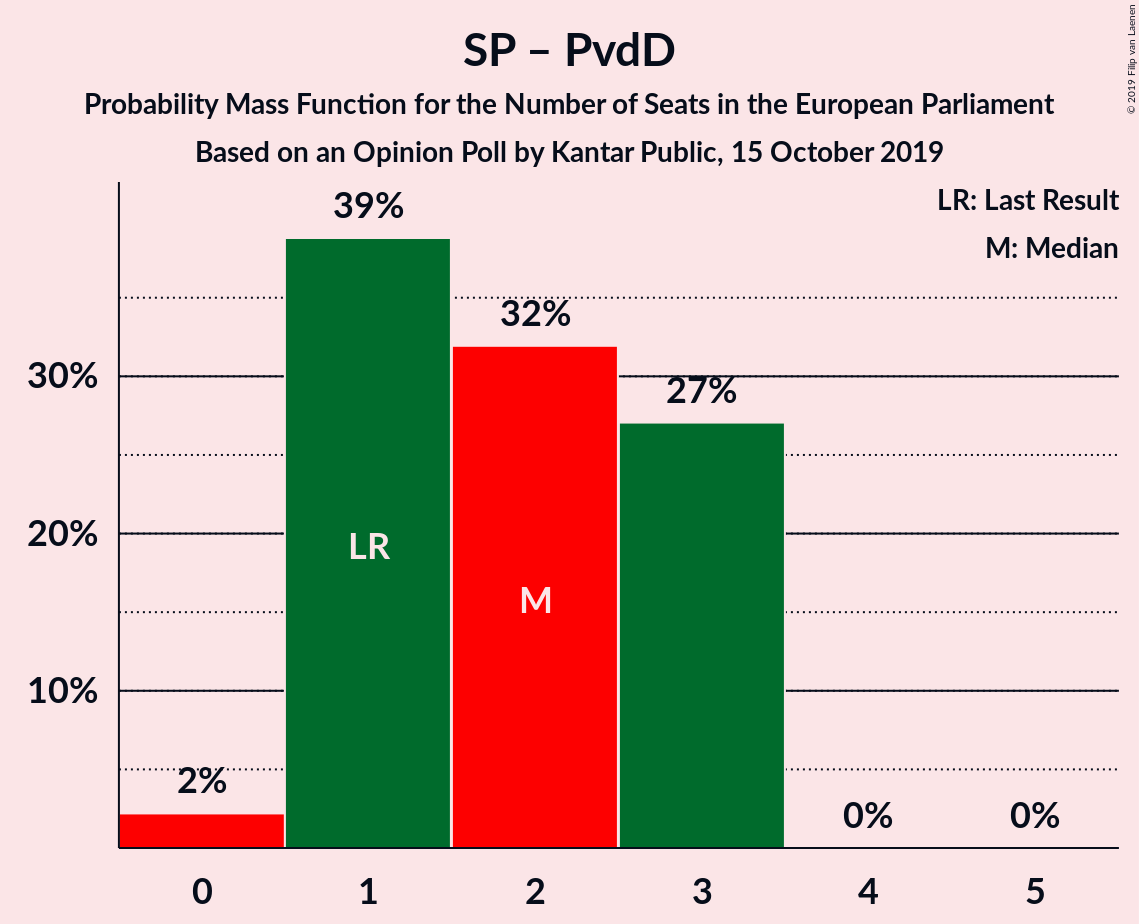 SP – PvdD
Probability Mass Function for the Number of Seats in the European Parliament
Based on an Opinion Poll by Kantar Public, 15 October 2019
© 2019 Filip van Laenen
LR: Last Result
M: Median
39%
32%
27%
2%
0%
0%
30%
20%
10%
LR
M
0 1 2 3 4 5